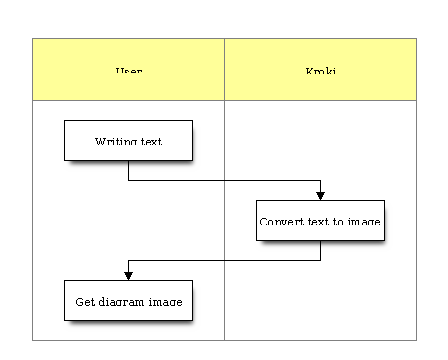 User
Kroki
Writing text
Convert text to image
Get diagram image